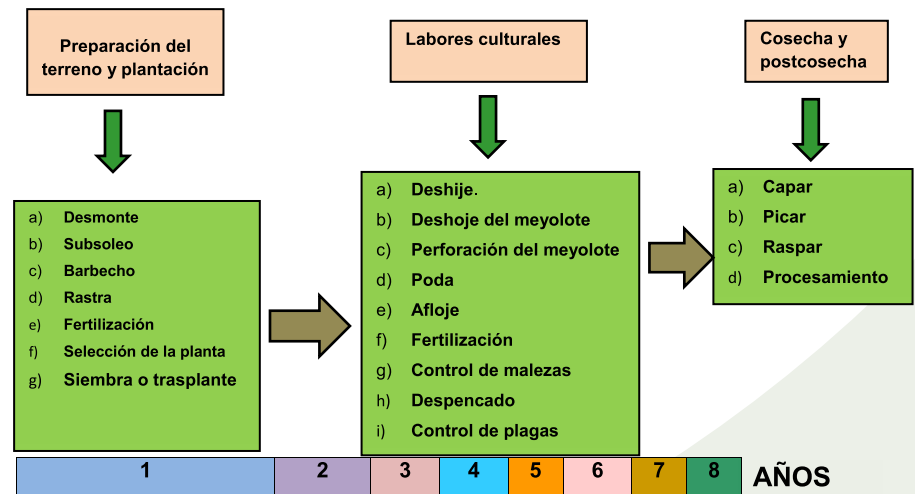 Preparación del
terreno y plantación
Labores culturales
Cosecha y
postcosecha
a) Desmonte
b) Subsoleo
c) Barbecho
d) Rastra
e) Fertilización
f) Selección de la planta
g) Siembra o trasplante
a) Deshije.
b) Deshoje del meyolote
c) Perforación del meyolote
d) Poda
e) Afloje
f) Fertilización
g) Control de malezas
h) Despencado
i) Control de plagas
a) Capar
b) Picar
c) Raspar
d) Procesamiento
1 2 3 4 5 6 7 8 AÑOS